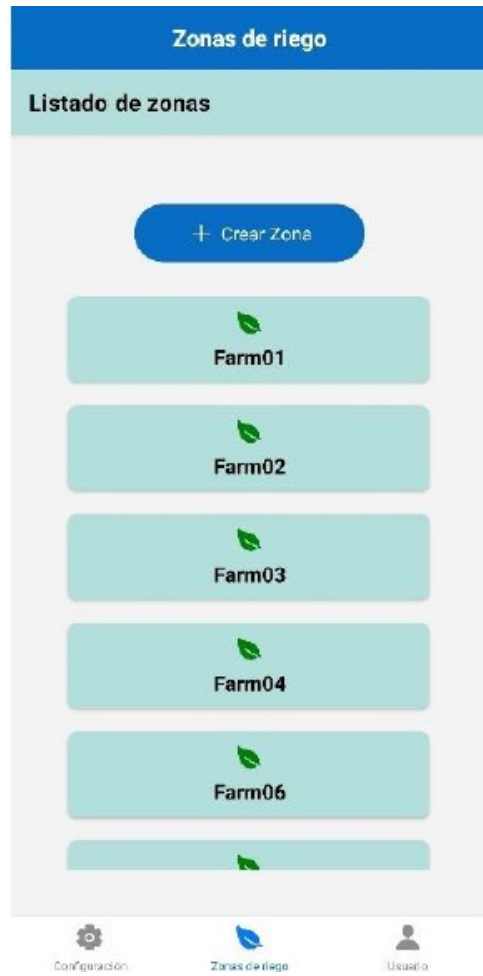 Zonas de riego
Listado de zonas
+ Crear Zona
Farm01
Farm02
Farm03
Farm04
Farm06
Configuración
Zonas de riego
Usuario